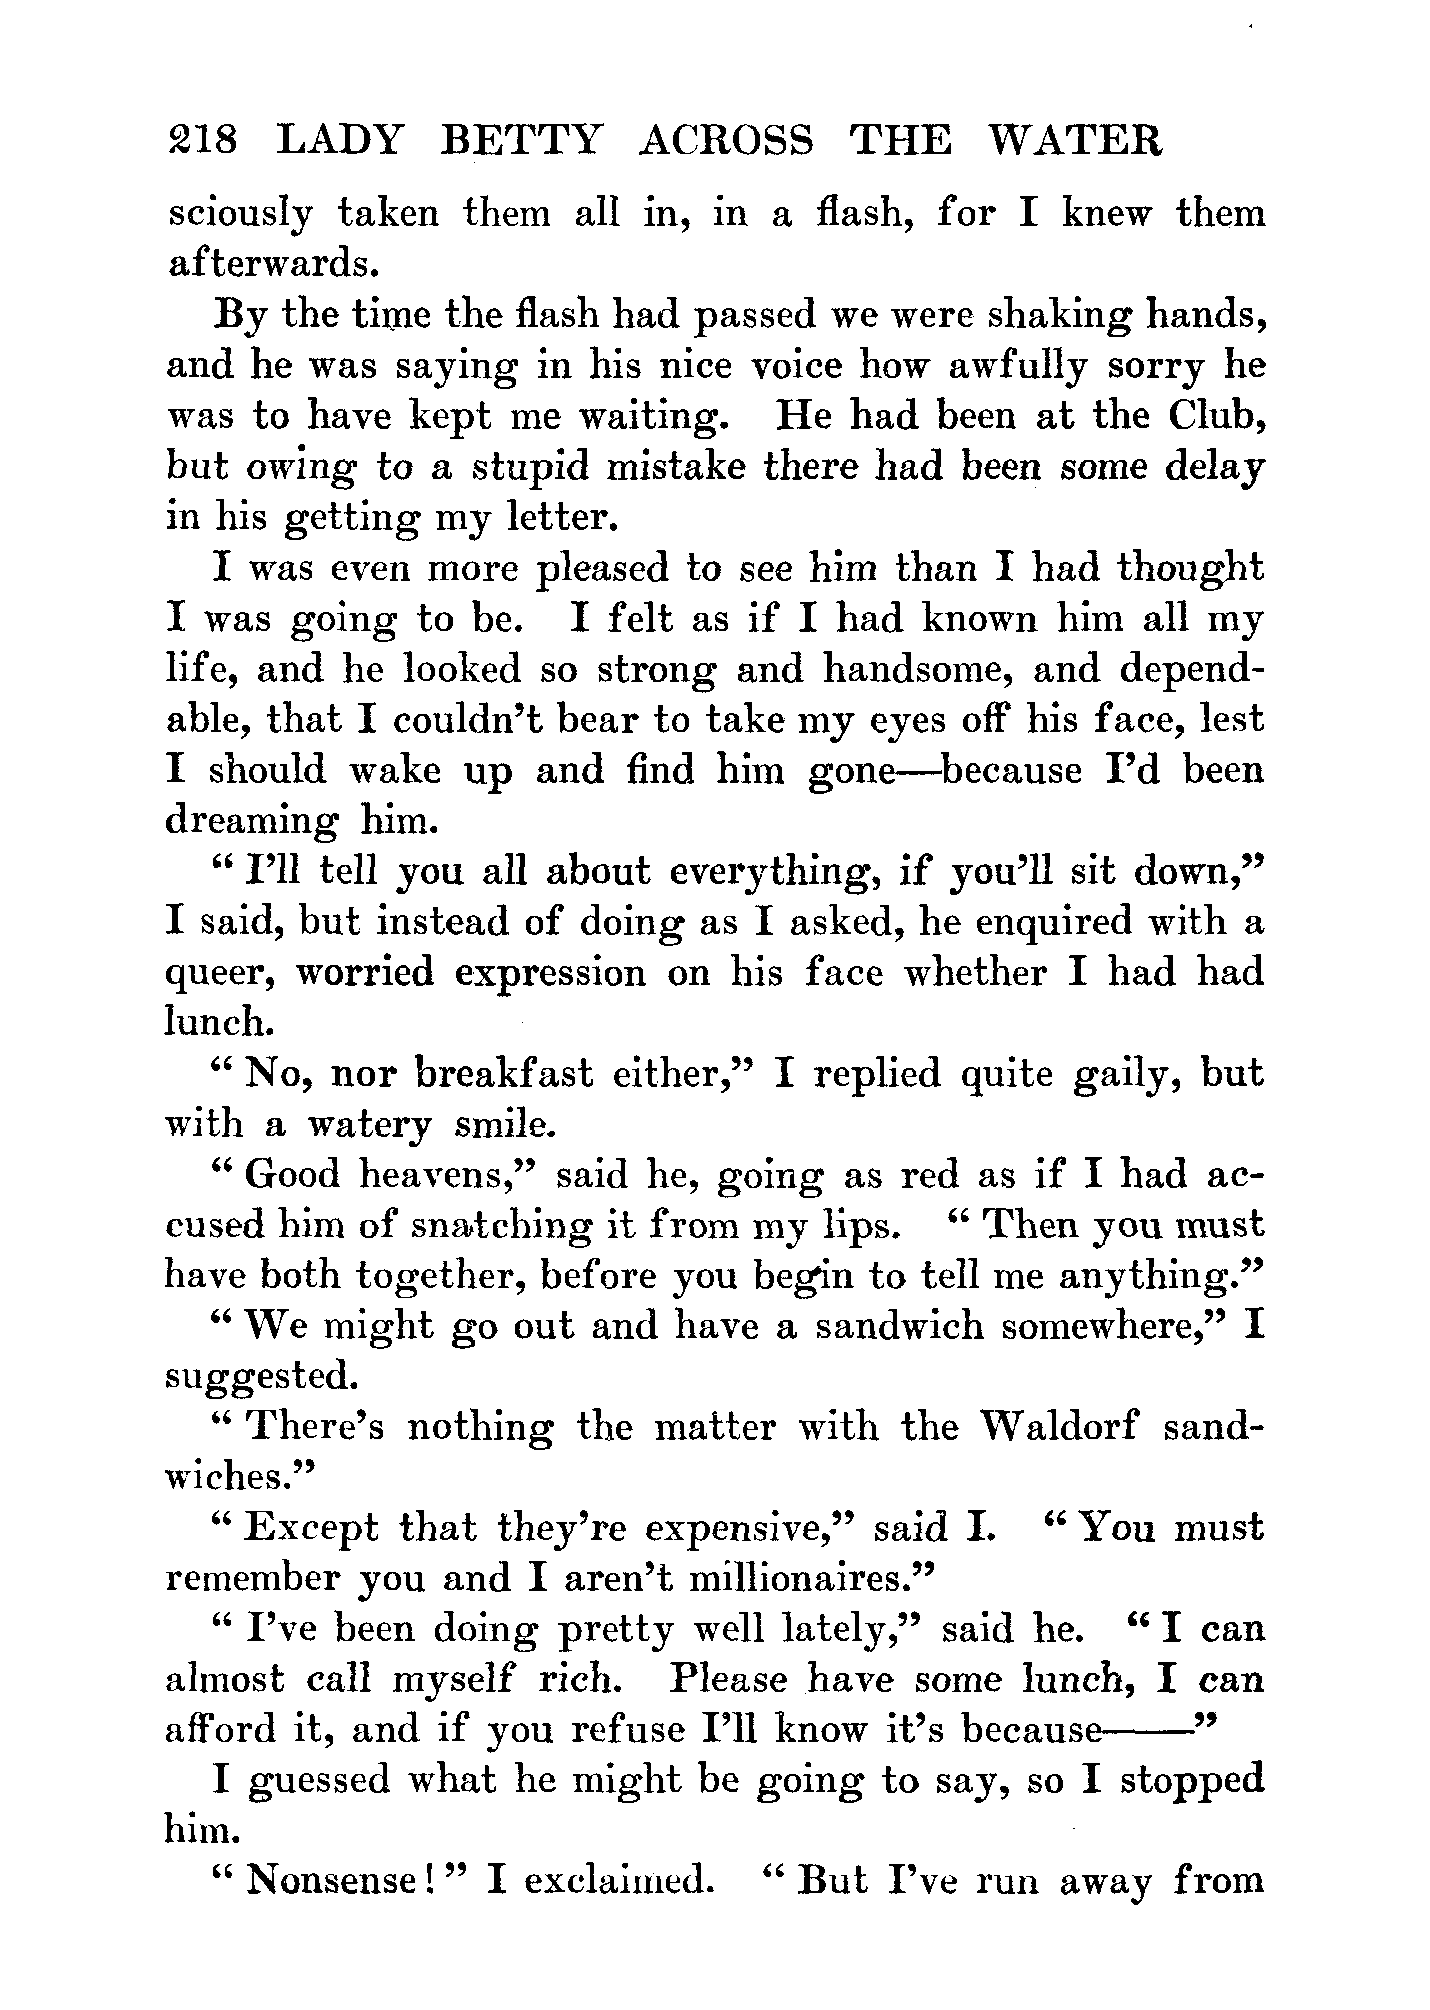 218 LADY BETTY ACROSS THE WATER
sciously taken them all in, in a flash, for I knew them
afterwards.
By the time the flash had passed we were shaking hands,
and he was saying in his nice voice how awfully sorry he
was to have kept me waiting. He had been at the Club,
but owing to a stupid mistake there had been some delay
in his getting my letter.
I was even more pleased to see him than I had thought
I was going to be. I felt as if I had known him all my
life, and he looked so strong and handsome, and depend-
able, that I couldn't bear to take my eyes off his face, lest
I should wake up and find him gone—because I'd been
dreaming him.
"I'll tell you all about everything, if you'll sit down,"
I said, but instead of doing as I asked, he enquired with a
queer, worried expression on his face whether I had had
lunch.
"No, nor breakfast either," I replied quite gaily, but
with a watery smile.
"Good heavens," said he, going as red as if I had ac-
cused him of snatching it from my lips. "Then you must
have both together, before you begin to tell me anything."
"We might go out and have a sandwich somewhere," I
suggested.
"There's nothing the matter with the Waldorf sand-
wiches."
"Except that they're expensive," said I. "You must
remember you and I aren't millionaires."
"I've been doing pretty well lately," said he. "I can
almost call myself rich. Please have some lunch, I can
afford it, and if you refuse I'll know it's because——"
I guessed what he might be going to say, so I stopped
him.
"Nonsense!" I exclaimed. "But I've run away from